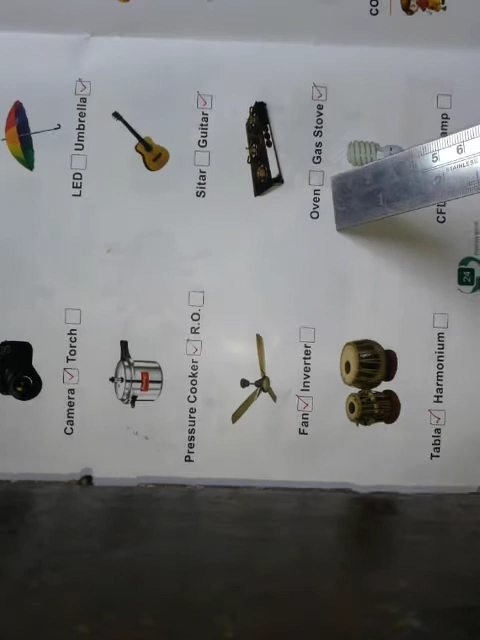 Camera ☑ Torch ☐ LED ☐ Umbrella ☑
Pressure Cooker ☑ R.O. ☐ Sitar ☐ Guitar ☑
Fan ☑ Inverter ☐ Oven ☐ Gas Stove ☑
Tabla ☑ Harmonium ☐ CFL
24
5 6
STAINLESS